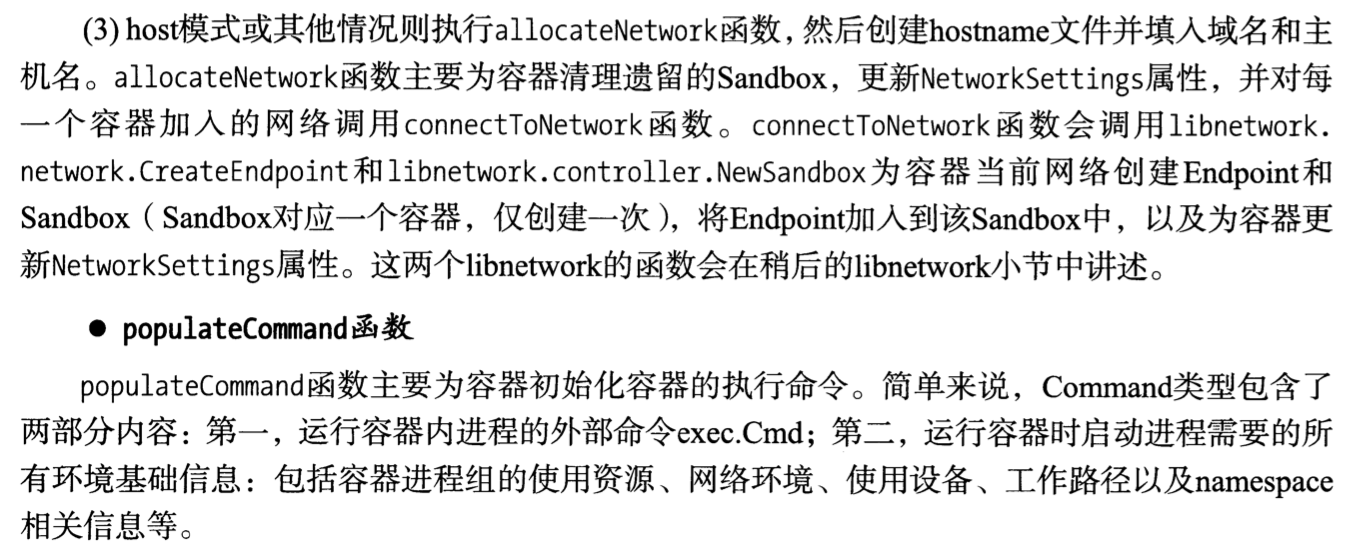 (3) host模式或其他情况则执行allocateNetwork函数，然后创建hostname文件并填入域名和主
机名。allocateNetwork函数主要为容器清理遗留的Sandbox，更新NetworkSettings属性，并对每
一个容器加入的网络调用connectToNetwork函数。connectToNetwork函数会调用libnetwork.
network.CreateEndpoint和libnetwork.controller.NewSandbox为容器当前网络创建Endpoint和
Sandbox（Sandbox对应一个容器，仅创建一次），将Endpoint加入到该Sandbox中，以及为容器更
新NetworkSettings属性。这两个libnetwork的函数会在稍后的libnetwork小节中讲述。
● populateCommand函数
populateCommand函数主要为容器初始化容器的执行命令。简单来说，Command类型包含了
两部分内容：第一，运行容器内进程的外部命令exec.Cmd；第二，运行容器时启动进程需要的所
有环境基础信息：包括容器进程组的使用资源、网络环境、使用设备、工作路径以及namespace
相关信息等。